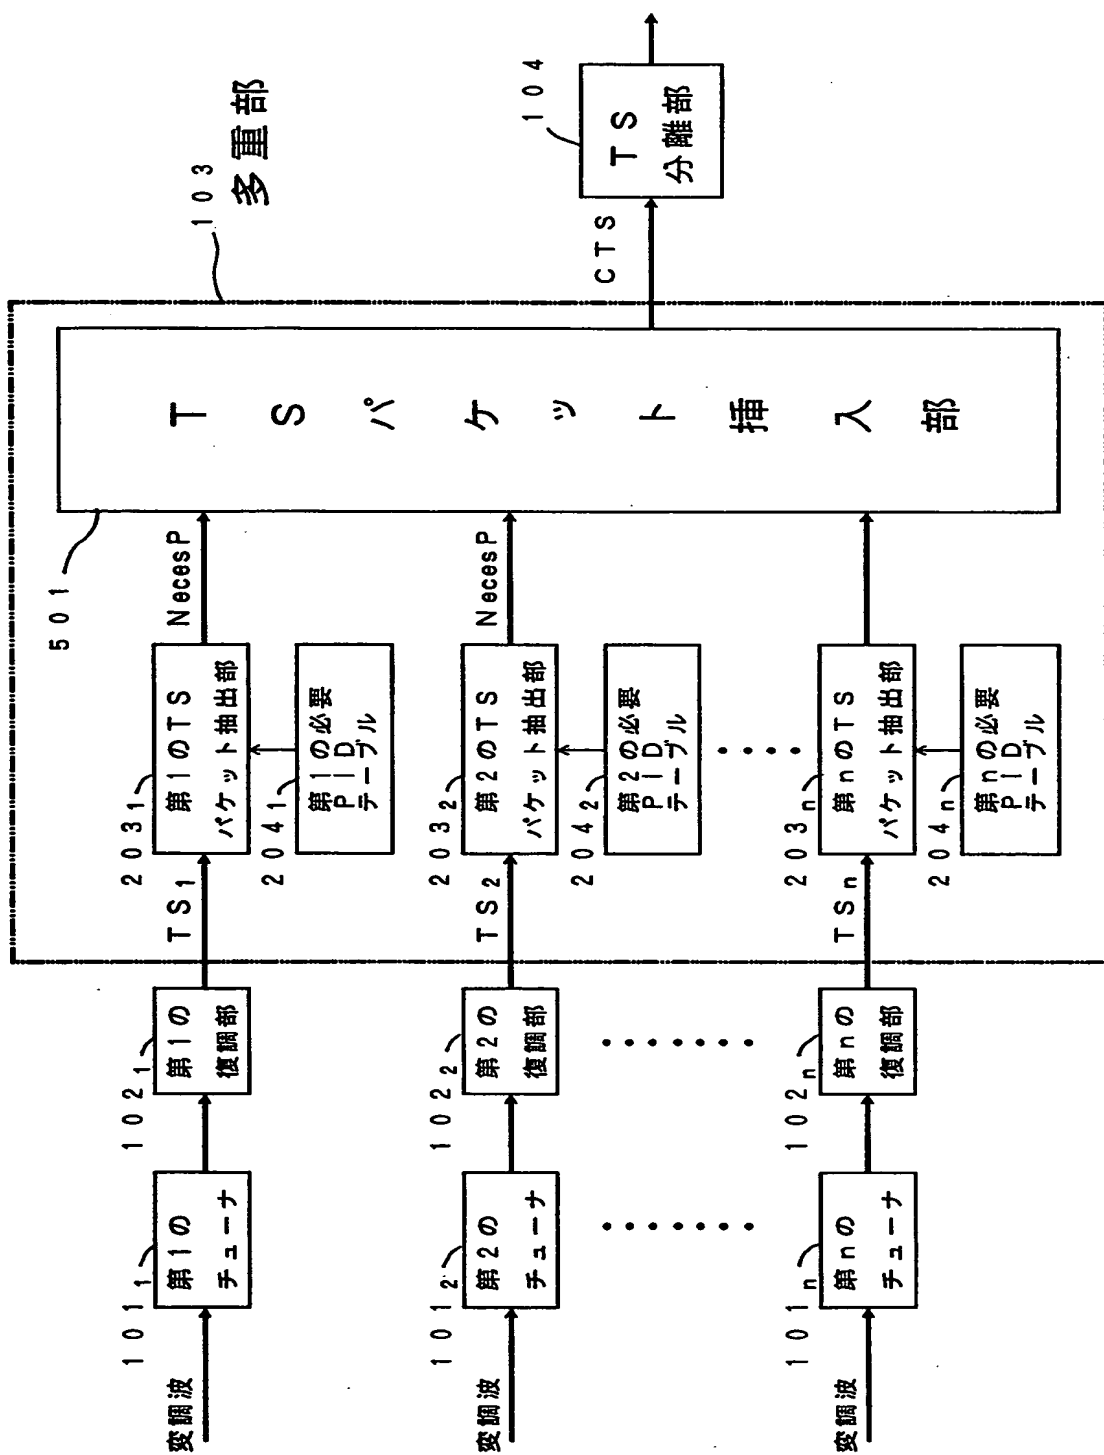 変調波
101₁
第1の
チューナ
102₁
第1の
復調部
TS₁
203₁
第1のTS
パケット抽出部
204₁
第1の必要
PID
テーブル
NecesP
変調波
101₂
第2の
チューナ
102₂
第2の
復調部
TS₂
203₂
第2のTS
パケット抽出部
204₂
第2の必要
PID
テーブル
NecesP
変調波
101ₙ
第nの
チューナ
102ₙ
第nの
復調部
TSₙ
203ₙ
第nのTS
パケット抽出部
204ₙ
第nの必要
PID
テーブル
501
TSパケット挿入部
103
多重部
CTS
104
TS
分離部